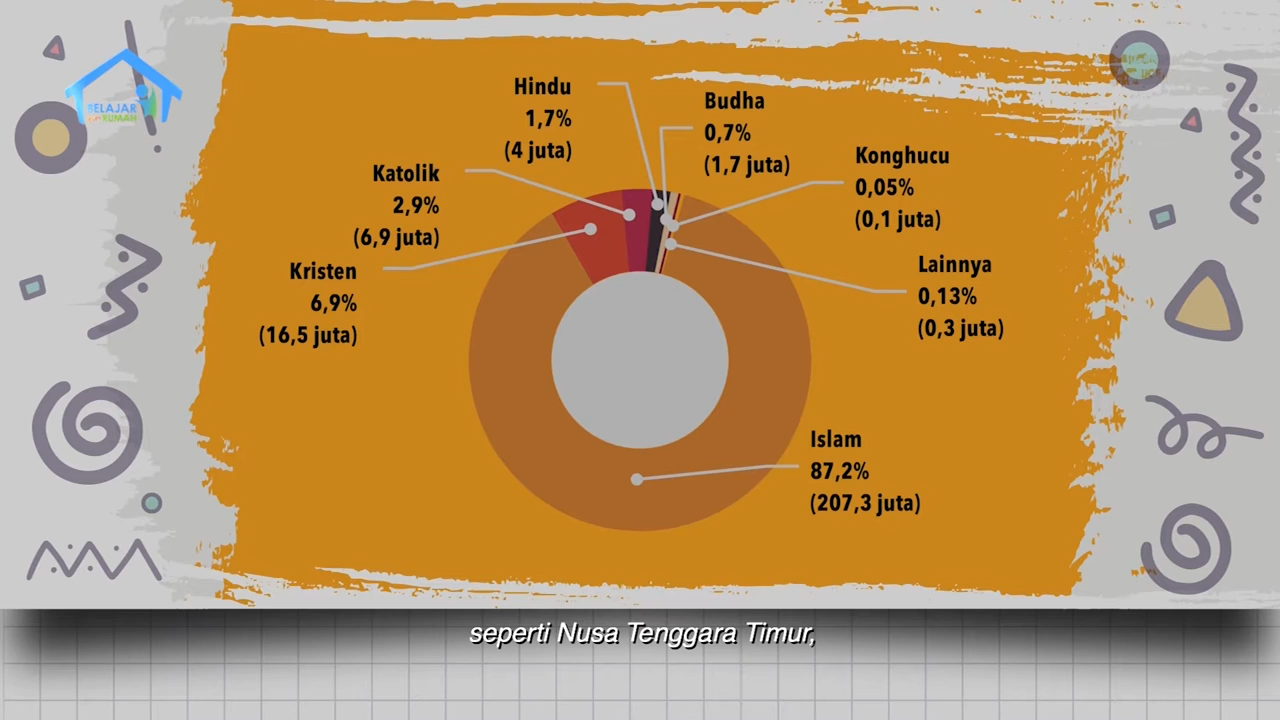 BELAJAR
RUMAH
Hindu
1,7%
(4 juta)
Budha
0,7%
(1,7 juta)
Konghucu
0,05%
(0,1 juta)
Katolik
2,9%
(6,9 juta)
Kristen
6,9%
(16,5 juta)
Lainnya
0,13%
(0,3 juta)
Islam
87,2%
(207,3 juta)
seperti Nusa Tenggara Timur,